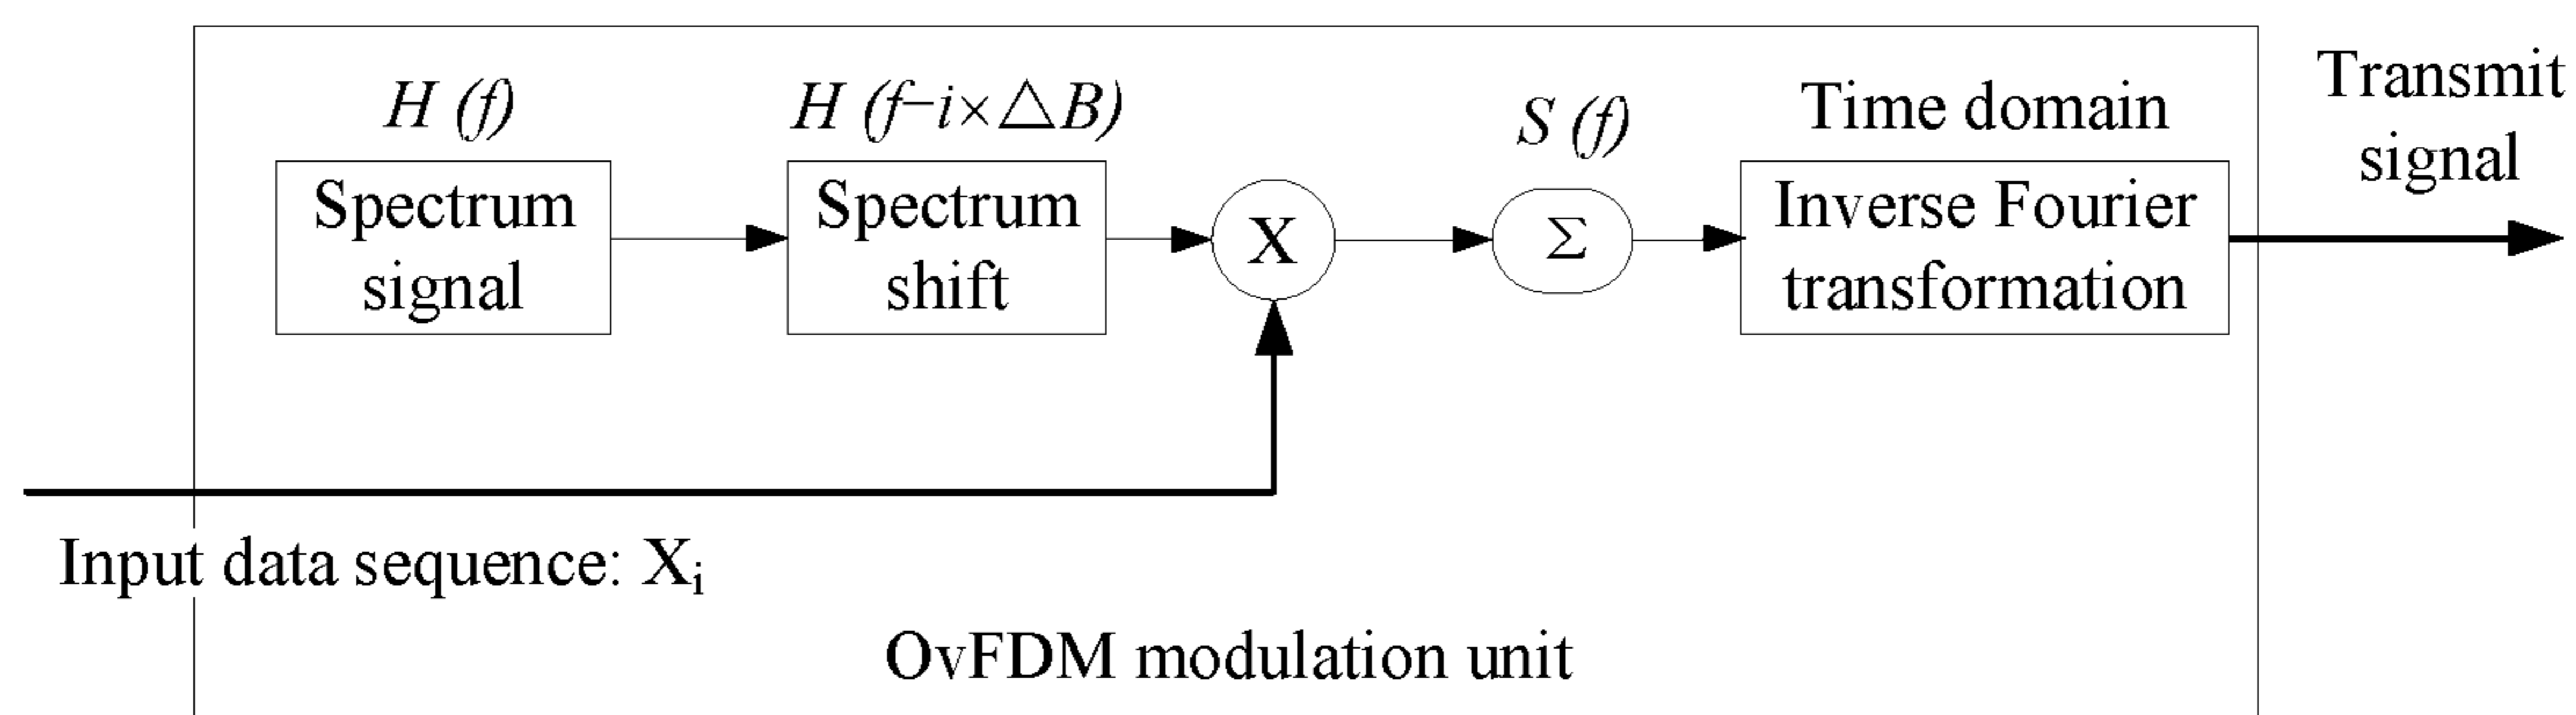 H (f)
H (f−i×△B)
S (f)
Time domain
Transmit
signal
Spectrum
signal
Spectrum
shift
X
Σ
Inverse Fourier
transformation
Input data sequence: Xᵢ
OvFDM modulation unit